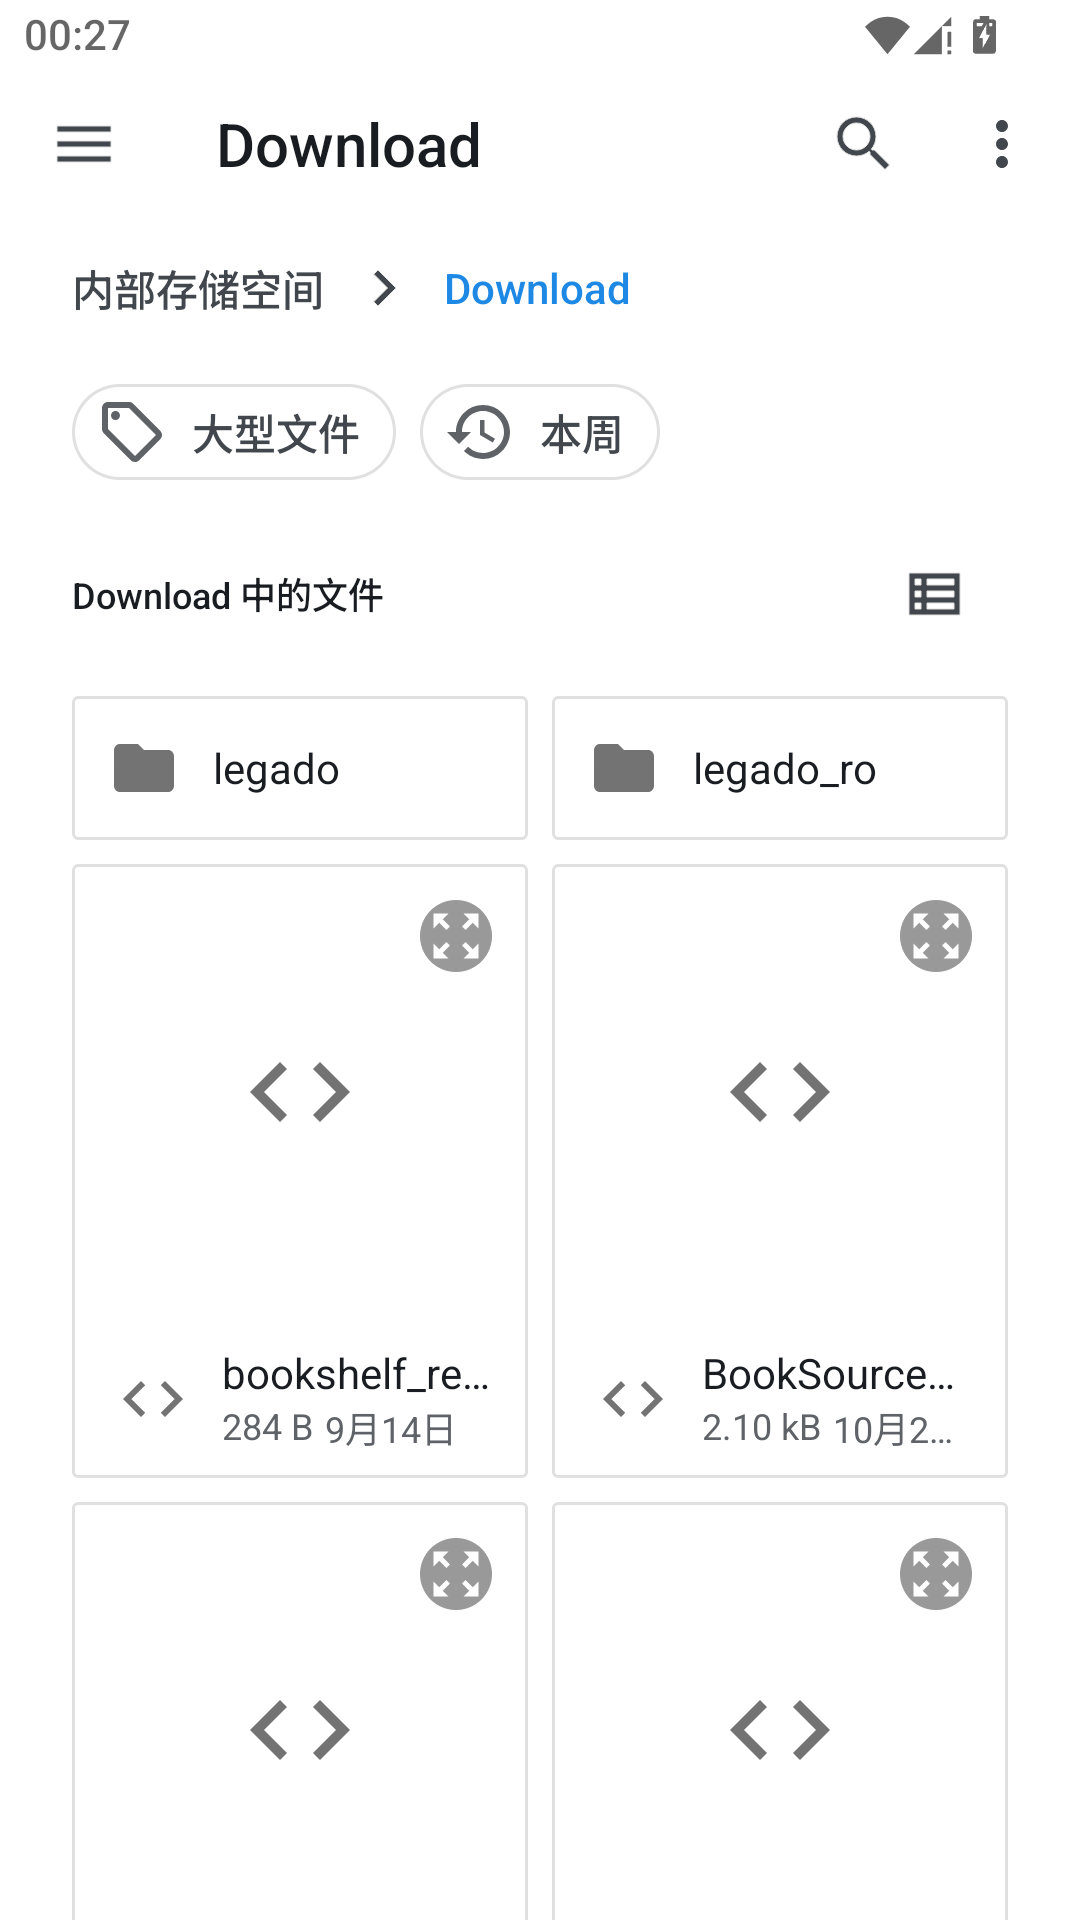 00:27
Download
内部存储空间
Download
大型文件
本周
Download 中的文件
legado
legado_ro
bookshelf_re...
284 B 9月14日
BookSource...
2.10 kB 10月2...